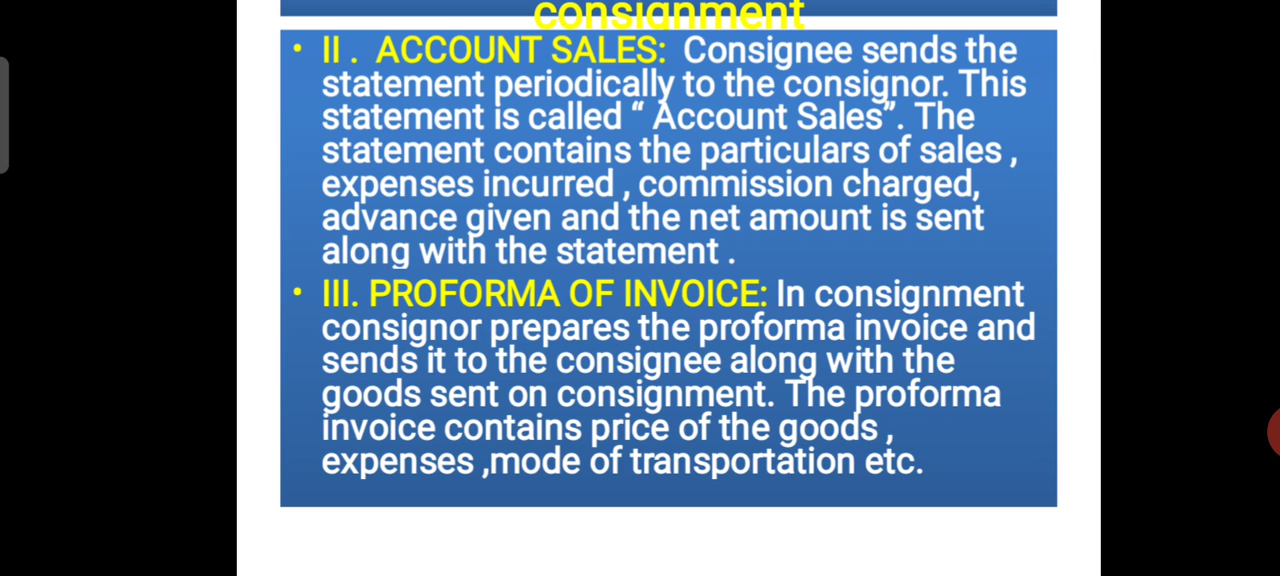 consignment
• II . ACCOUNT SALES: Consignee sends the
statement periodically to the consignor. This
statement is called “ Account Sales”. The
statement contains the particulars of sales ,
expenses incurred , commission charged,
advance given and the net amount is sent
along with the statement .
• III. PROFORMA OF INVOICE: In consignment
consignor prepares the proforma invoice and
sends it to the consignee along with the
goods sent on consignment. The proforma
invoice contains price of the goods ,
expenses ,mode of transportation etc.